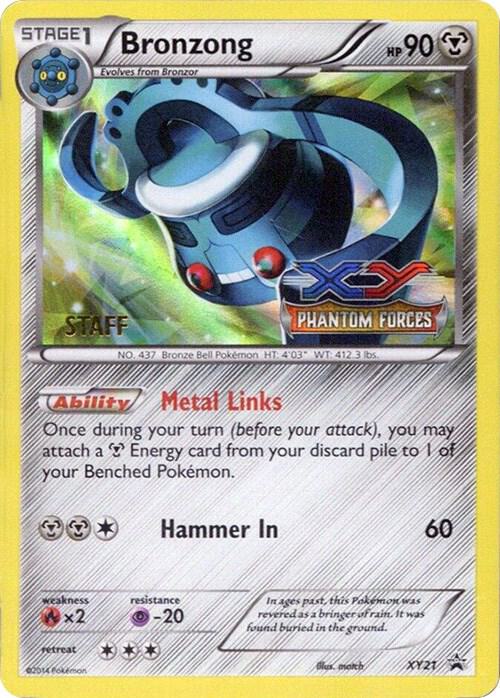 STAGE1
Bronzong
HP 90
Evolves from Bronzor
XY
PHANTOM FORCES
STAFF
NO. 437 Bronze Bell Pokémon HT: 4'03" WT: 412.3 lbs.
Ability Metal Links
Once during your turn (before your attack), you may
attach a Energy card from your discard pile to 1 of
your Benched Pokémon.
Hammer In 60
weakness
×2
resistance
-20
retreat
In ages past, this Pokémon was
revered as a bringer of rain. It was
found buried in the ground.
©2014 Pokémon
Illus. match
XY21